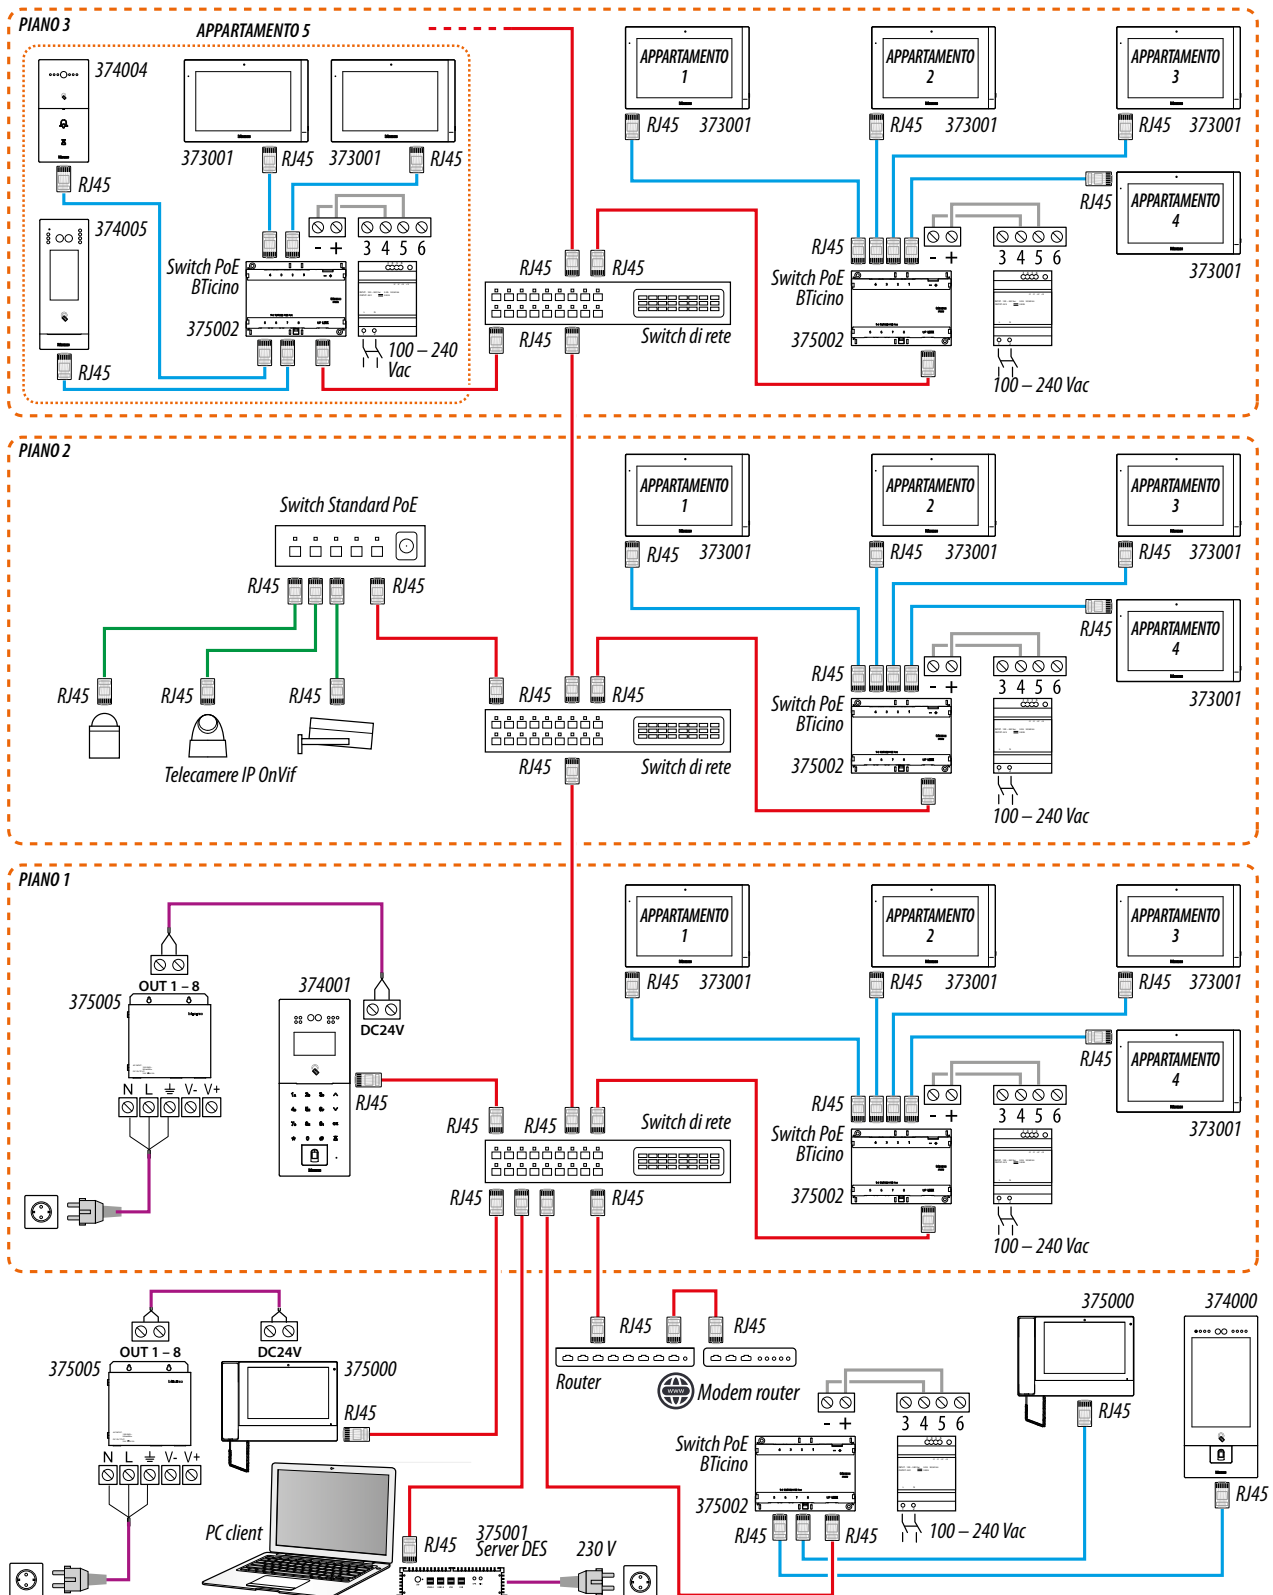 PIANO 3
APPARTAMENTO 5
374004
RJ45
374005
RJ45
373001
RJ45
373001
RJ45
- +
3 4 5 6
Switch PoE
BTicino
375002
100 – 240
Vac
RJ45
RJ45
RJ45
Switch di rete
APPARTAMENTO
1
RJ45 373001
APPARTAMENTO
2
RJ45 373001
APPARTAMENTO
3
RJ45 373001
APPARTAMENTO
4
RJ45
373001
RJ45
- +
3 4 5 6
Switch PoE
BTicino
375002
100 – 240 Vac
PIANO 2
Switch Standard PoE
RJ45
RJ45
RJ45
RJ45
RJ45
Telecamere IP OnVif
RJ45
RJ45
RJ45
Switch di rete
APPARTAMENTO
1
RJ45 373001
APPARTAMENTO
2
RJ45 373001
APPARTAMENTO
3
RJ45 373001
APPARTAMENTO
4
RJ45
373001
RJ45
- +
3 4 5 6
Switch PoE
BTicino
375002
100 – 240 Vac
PIANO 1
OUT 1 – 8
375005
N L V- V+
374001
DC24V
RJ45
RJ45
RJ45
Switch di rete
RJ45
RJ45
APPARTAMENTO
1
RJ45 373001
APPARTAMENTO
2
RJ45 373001
APPARTAMENTO
3
RJ45 373001
APPARTAMENTO
4
RJ45
373001
RJ45
- +
3 4 5 6
Switch PoE
BTicino
375002
100 – 240 Vac
OUT 1 – 8
375005
N L V- V+
DC24V
375000
RJ45
PC client
RJ45
375001
Server DES
230 V
RJ45
RJ45
Router
WWW
Modem router
- +
3 4 5 6
Switch PoE
BTicino
375002
100 – 240 Vac
RJ45
RJ45
375000
RJ45
374000
RJ45